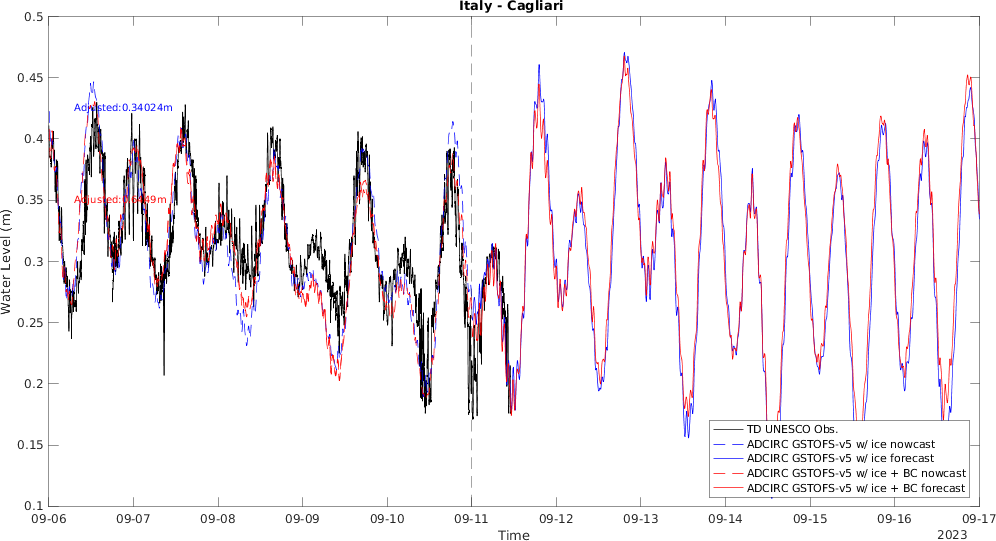 Italy - Cagliari
0.5
0.45
0.4
0.35
0.3
0.25
0.2
0.15
0.1
Water Level (m)
Adjusted:0.34024m
TD UNESCO Obs.
ADCIRC GSTOFS-v5 w/ ice nowcast
ADCIRC GSTOFS-v5 w/ ice forecast
ADCIRC GSTOFS-v5 w/ ice + BC nowcast
ADCIRC GSTOFS-v5 w/ ice + BC forecast
09-06 09-07 09-08 09-09 09-10 09-11 09-12 09-13 09-14 09-15 09-16 09-17
Time
2023